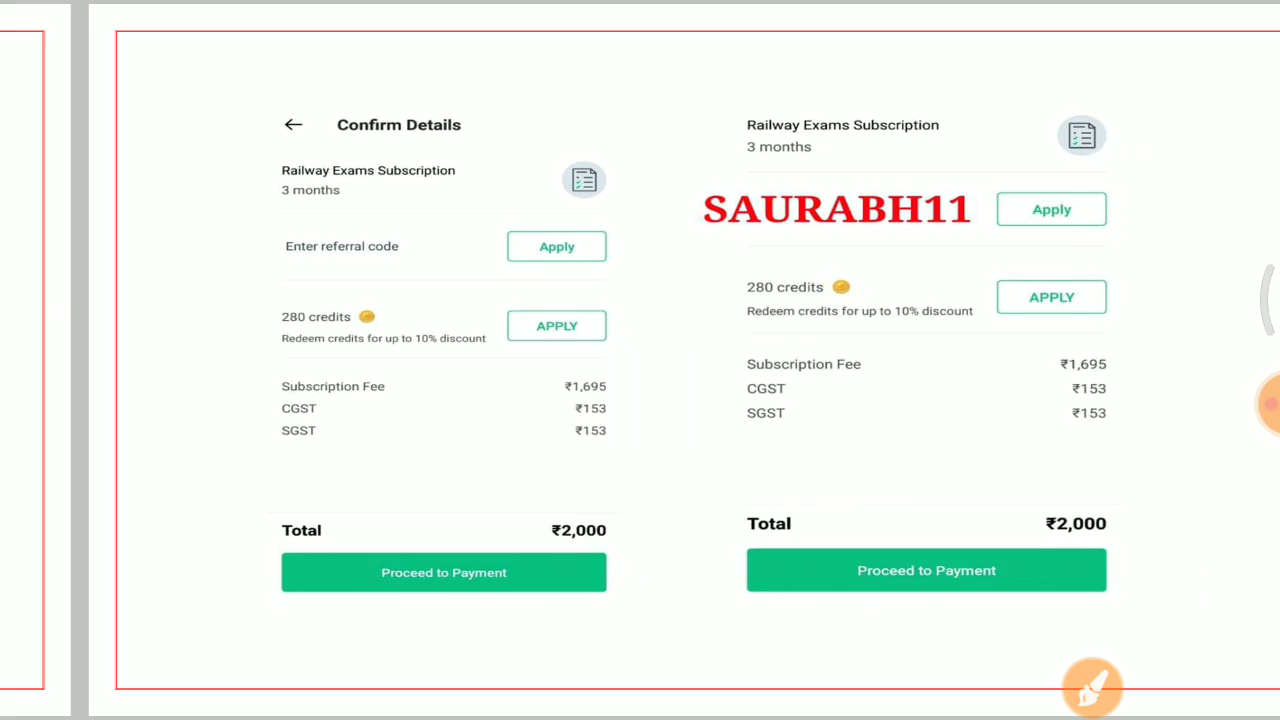 Confirm Details
Railway Exams Subscription
3 months
Enter referral code
Apply
280 credits
Redeem credits for up to 10% discount
APPLY
Subscription Fee ₹1,695
CGST ₹153
SGST ₹153
Total ₹2,000
Proceed to Payment
Railway Exams Subscription
3 months
SAURABH11
Apply
280 credits
Redeem credits for up to 10% discount
APPLY
Subscription Fee ₹1,695
CGST ₹153
SGST ₹153
Total ₹2,000
Proceed to Payment